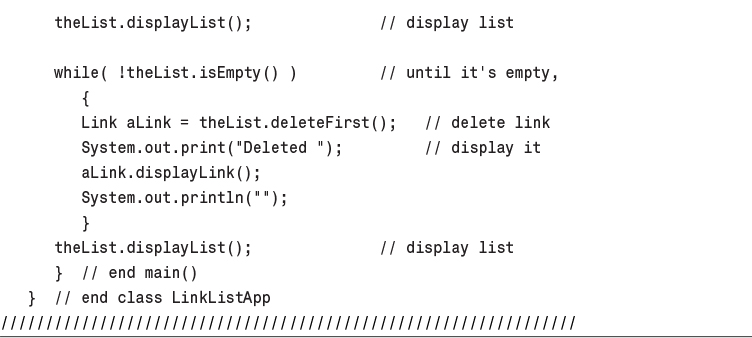 theList.displayList();                // display list

while( !theList.isEmpty() )          // until it's empty,
   {
   Link aLink = theList.deleteFirst();   // delete link
   System.out.print("Deleted ");         // display it
   aLink.displayLink();
   System.out.println("");
   }
theList.displayList();                // display list
}  // end main()
}  // end class LinkListApp
////////////////////////////////////////////////////////////////